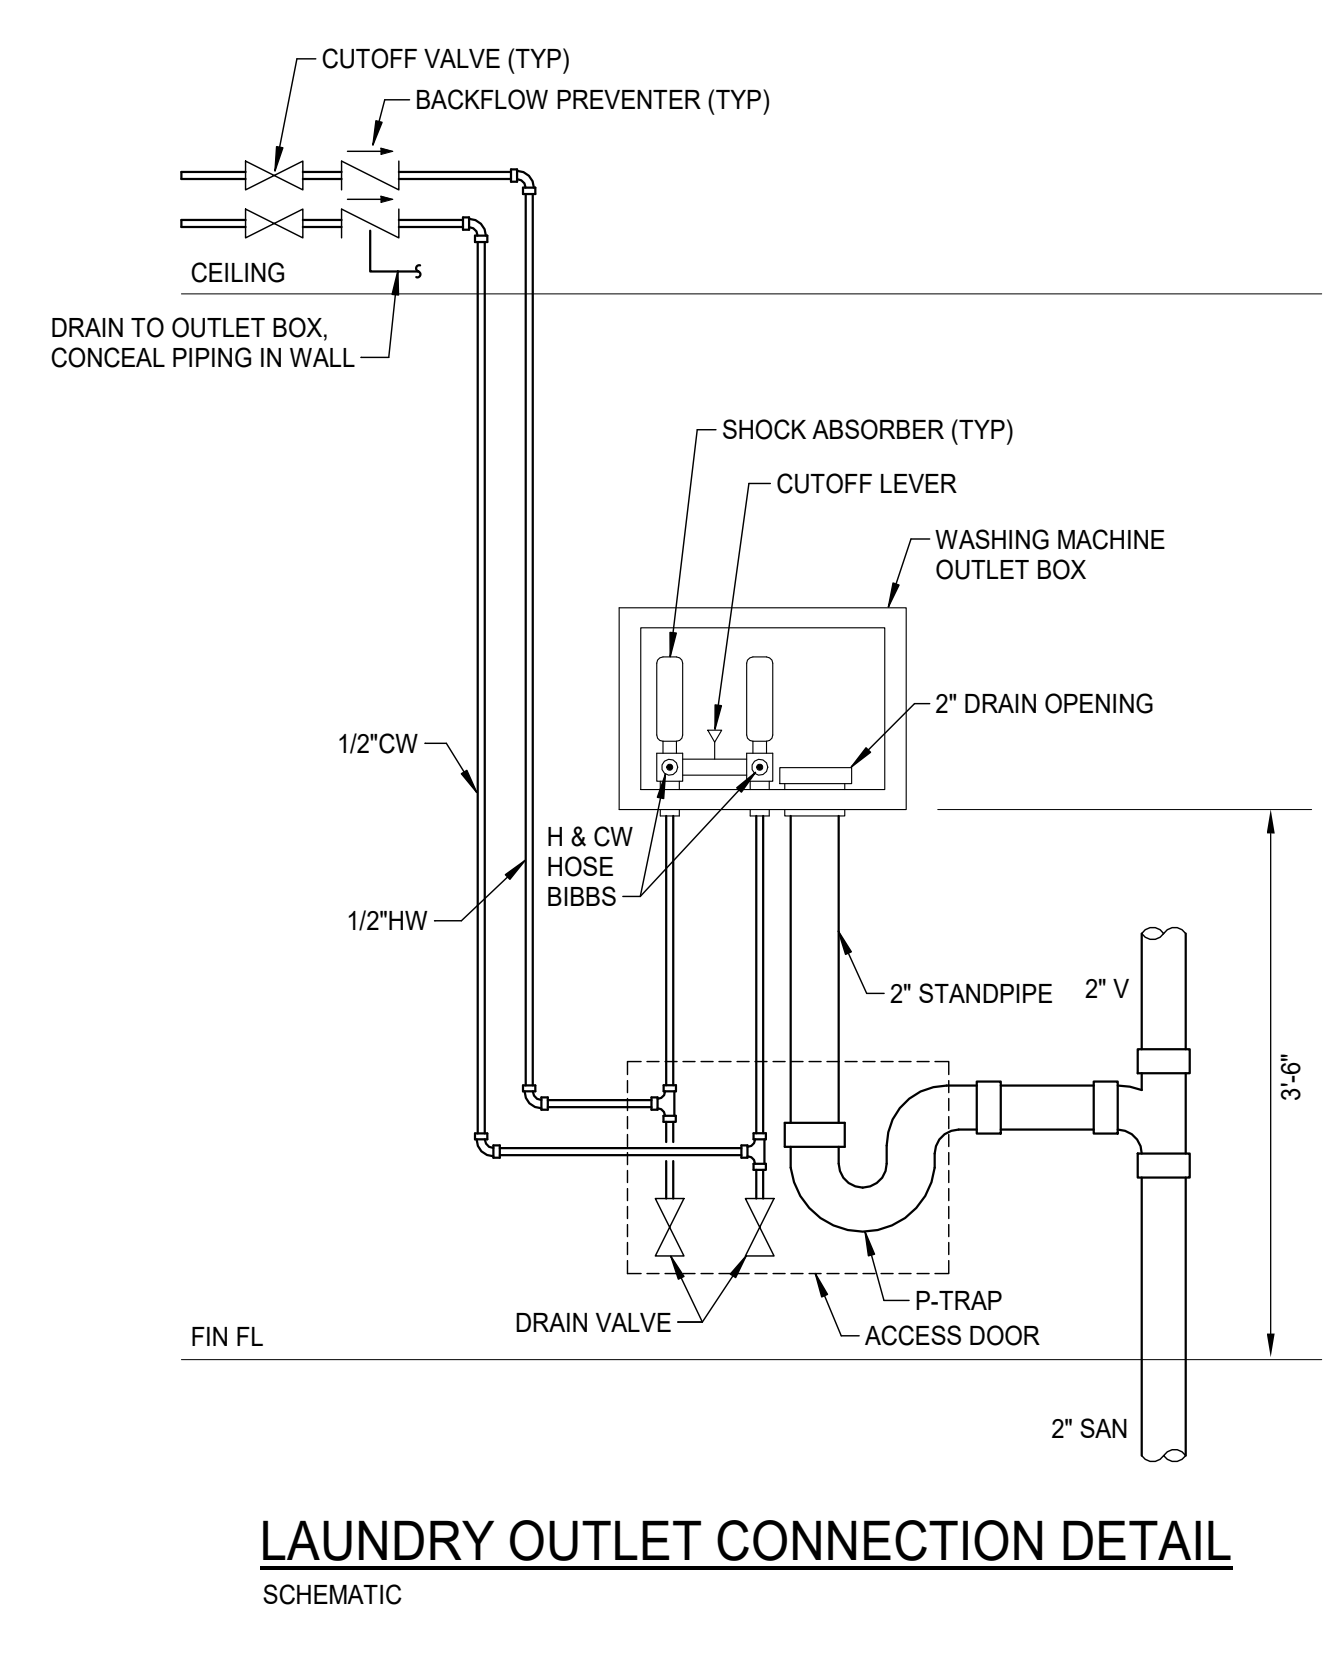 CUTOFF VALVE (TYP)
BACKFLOW PREVENTER (TYP)
CEILING
DRAIN TO OUTLET BOX,
CONCEAL PIPING IN WALL
SHOCK ABSORBER (TYP)
CUTOFF LEVER
WASHING MACHINE
OUTLET BOX
2" DRAIN OPENING
1/2"CW
H & CW
HOSE
BIBBS
1/2"HW
2" STANDPIPE
2" V
3'-6"
P-TRAP
DRAIN VALVE
ACCESS DOOR
FIN FL
2" SAN
LAUNDRY OUTLET CONNECTION DETAIL
SCHEMATIC